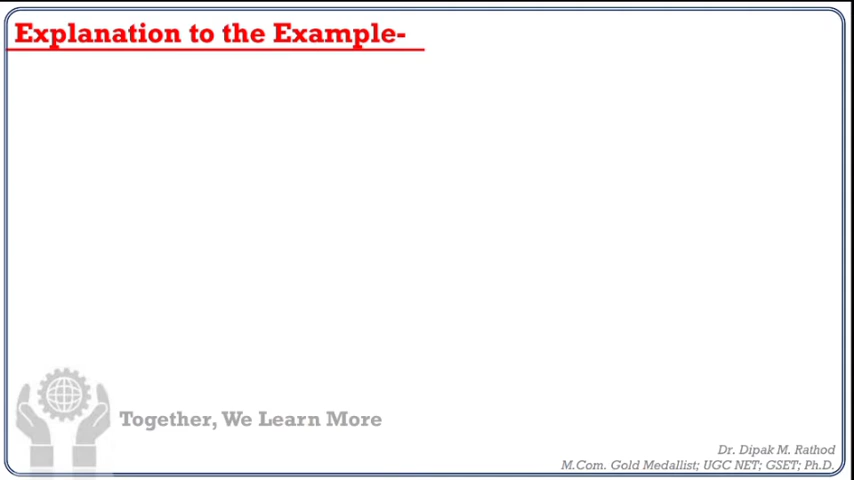 Explanation to the Example-
Together, We Learn More
Dr. Dipak M. Rathod
M.Com. Gold Medallist; UGC NET; GSET; Ph.D.